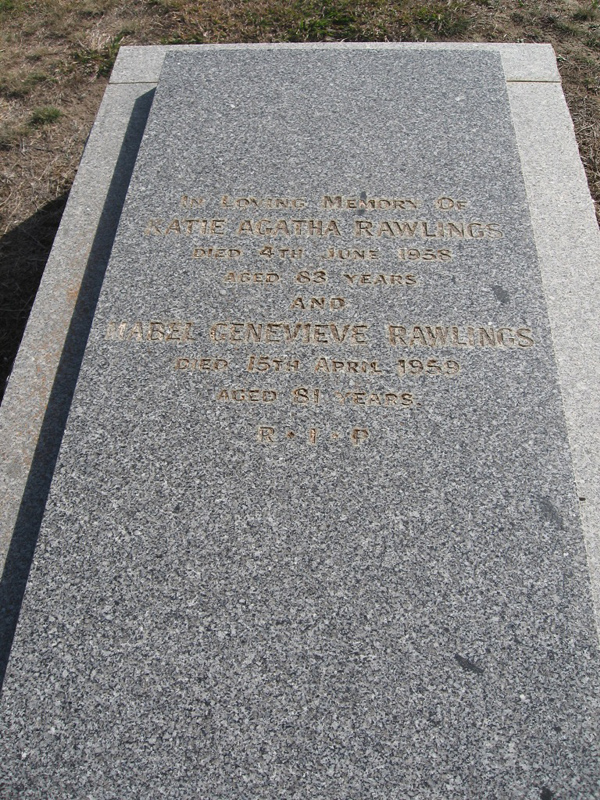 In Loving Memory Of
KATIE AGATHA RAWLINGS
DIED 4TH JUNE 1958
AGED 83 YEARS
AND
MABEL GENEVIEVE RAWLINGS
DIED 15TH APRIL 1959
AGED 81 YEARS
R·I·P